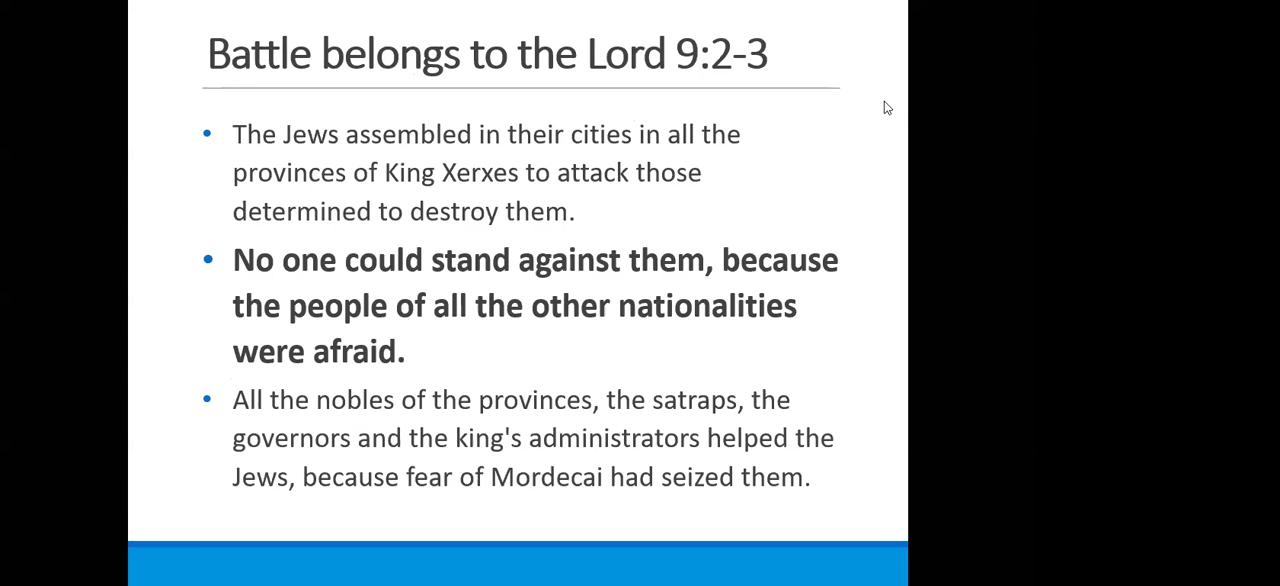 Battle belongs to the Lord 9:2-3
• The Jews assembled in their cities in all the
provinces of King Xerxes to attack those
determined to destroy them.
• No one could stand against them, because
the people of all the other nationalities
were afraid.
• All the nobles of the provinces, the satraps, the
governors and the king's administrators helped the
Jews, because fear of Mordecai had seized them.